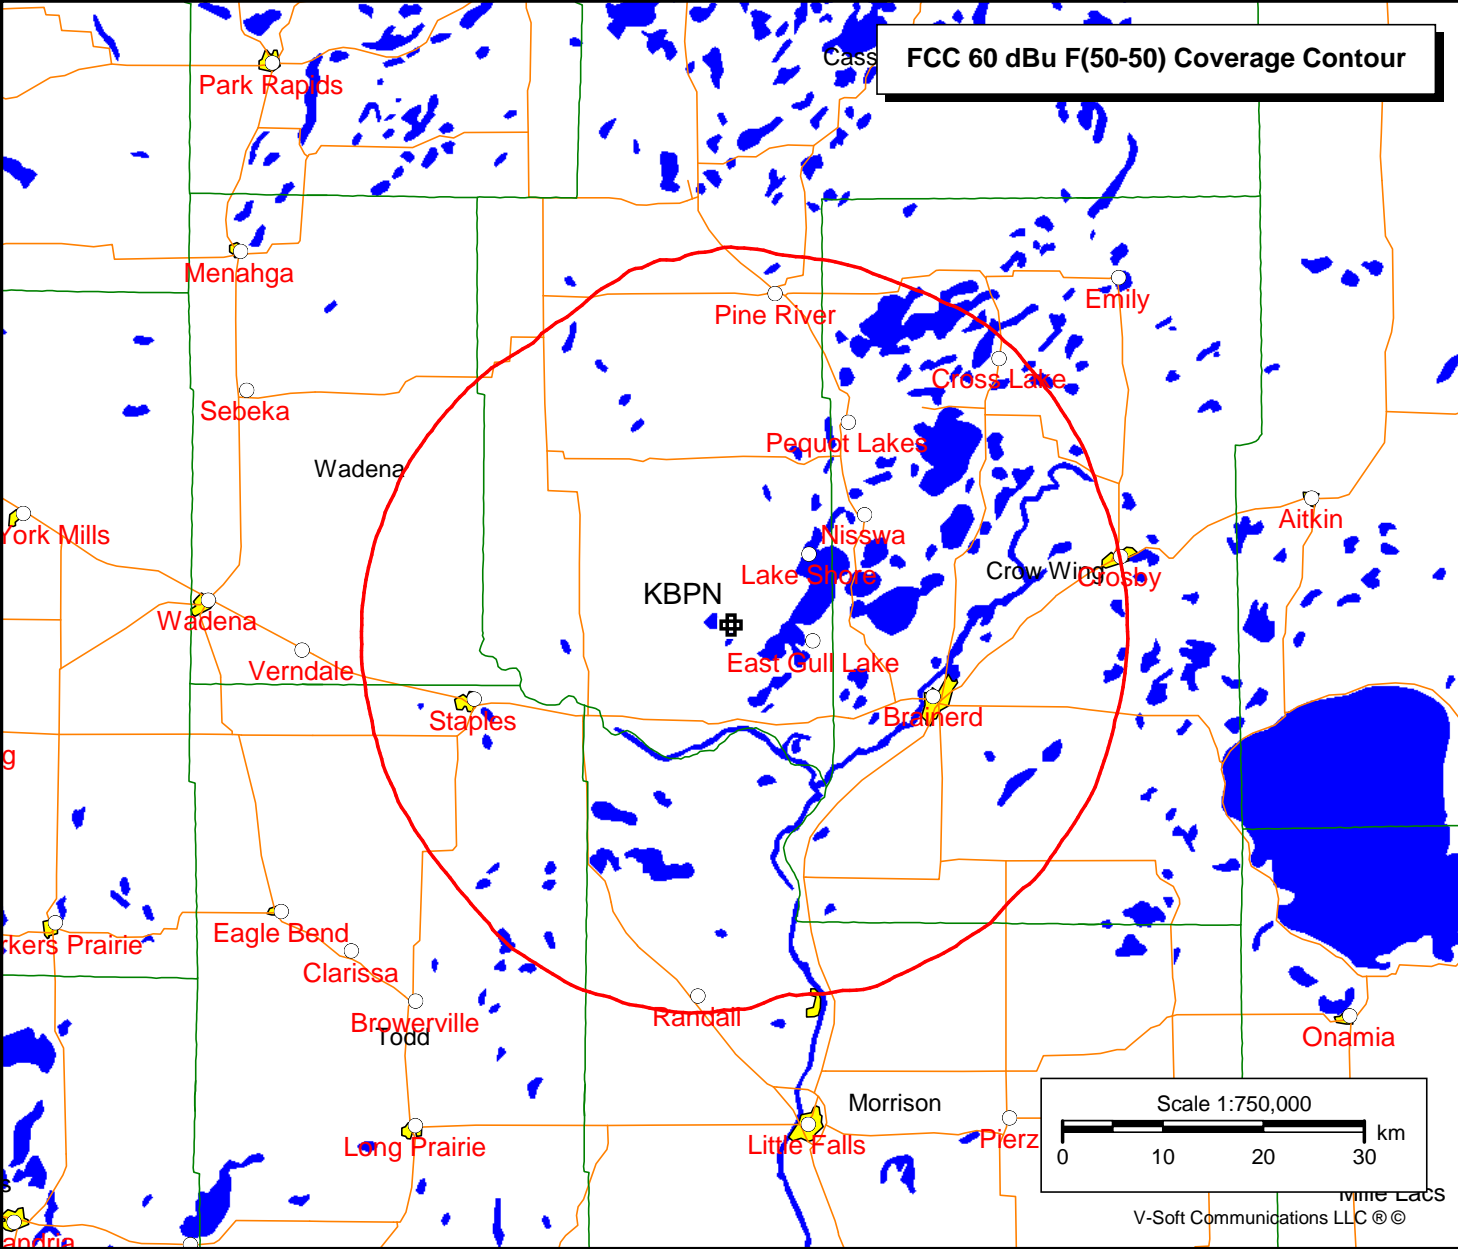 Cass
FCC 60 dBu F(50-50) Coverage Contour
Park Rapids
Menahga
Emily
Pine River
Cross Lake
Sebeka
Pequot Lakes
Wadena
York Mills
Aitkin
Nisswa
Lake Shore
Crow Wing
Crosby
KBPN
Wadena
Verndale
East Gull Lake
Staples
Brainerd
g
rkers Prairie
Eagle Bend
Clarissa
Browerville
Randall
Todd
Onamia
Morrison
Long Prairie
Little Falls
Pierz
Scale 1:750,000
km
0 10 20 30
s
Mille Lacs
V-Soft Communications LLC ® ©
andria